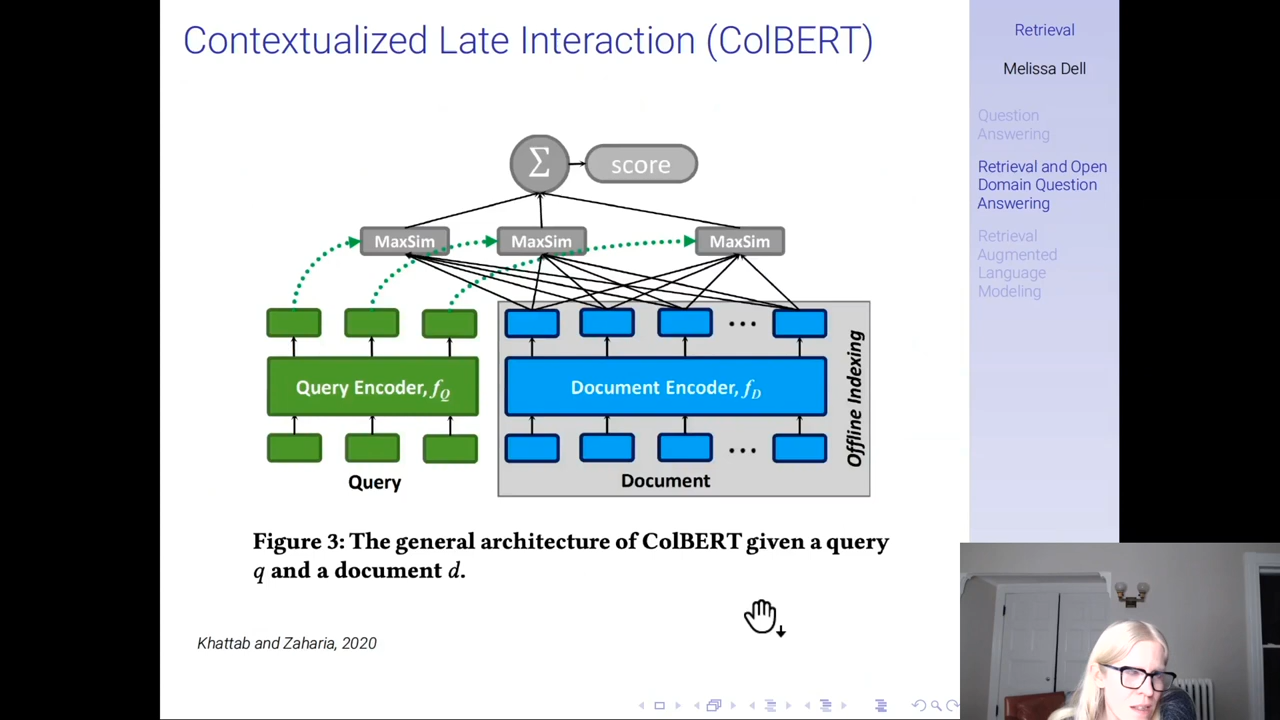 Contextualized Late Interaction (ColBERT)
Retrieval
Melissa Dell
Question
Answering
Retrieval and Open
Domain Question
Answering
Retrieval
Augmented
Language
Modeling
Σ
score
MaxSim
MaxSim
MaxSim
Query Encoder, f_Q
Document Encoder, f_D
Offline Indexing
Query
Document
Figure 3: The general architecture of ColBERT given a query
q and a document d.
Khattab and Zaharia, 2020